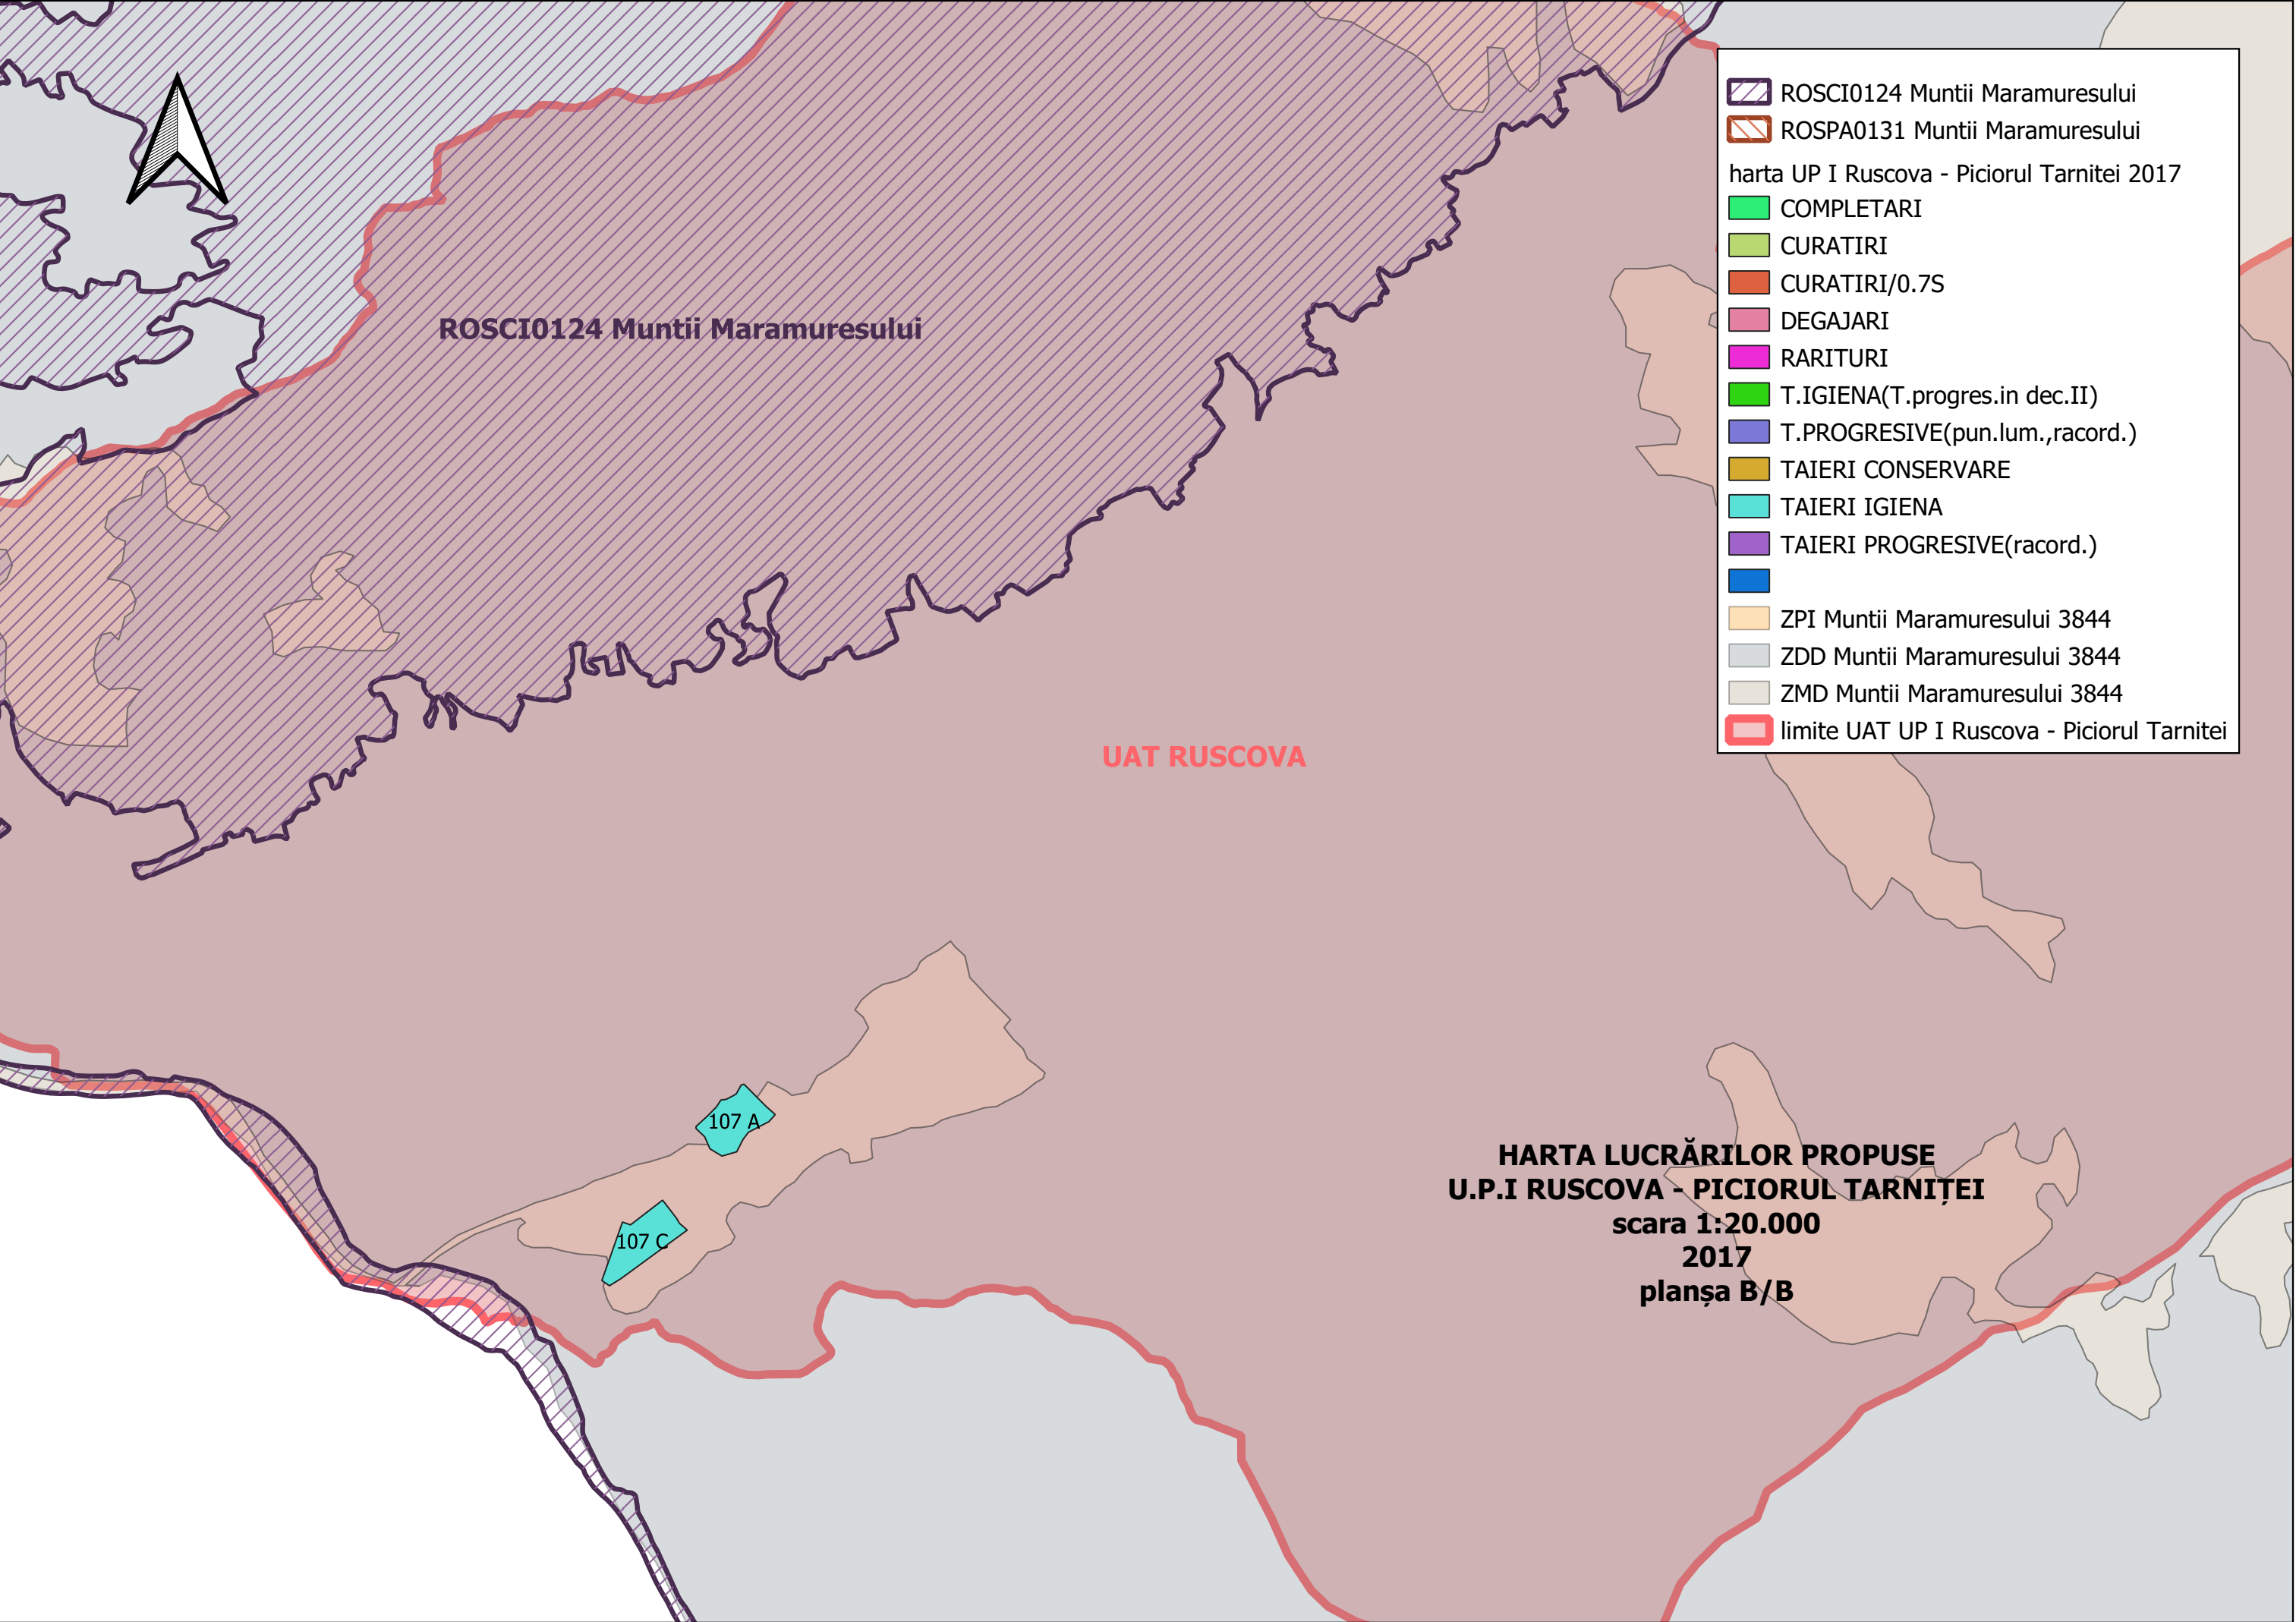 ROSCI0124 Muntii Maramuresului
ROSPA0131 Muntii Maramuresului
harta UP I Ruscova - Piciorul Tarnitei 2017
COMPLETARI
CURATIRI
CURATIRI/0.7S
DEGAJARI
RARITURI
T.IGIENA(T.progres.in dec.II)
T.PROGRESIVE(pun.lum.,racord.)
TAIERI CONSERVARE
TAIERI IGIENA
TAIERI PROGRESIVE(racord.)
ZPI Muntii Maramuresului 3844
ZDD Muntii Maramuresului 3844
ZMD Muntii Maramuresului 3844
limite UAT UP I Ruscova - Piciorul Tarnitei
ROSCI0124 Muntii Maramuresului
UAT RUSCOVA
107 A
107 C
HARTA LUCRĂRILOR PROPUSE
U.P.I RUSCOVA - PICIORUL TARNIȚEI
scara 1:20.000
2017
planșa B/B